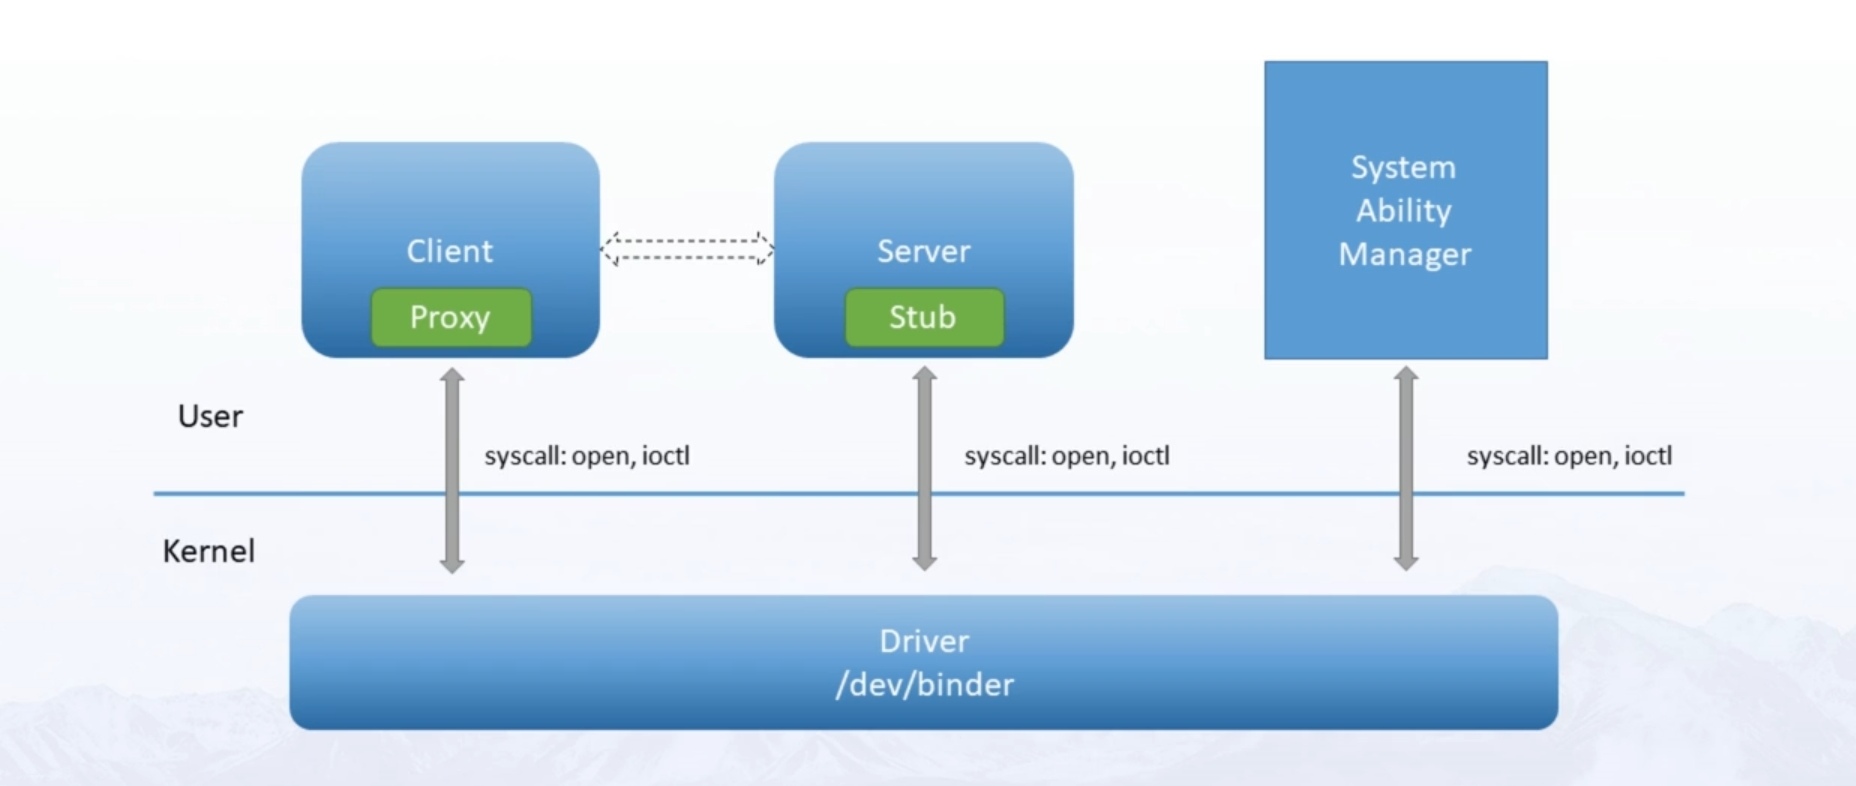 Client
Proxy
Server
Stub
System
Ability
Manager
User
syscall: open, ioctl
syscall: open, ioctl
syscall: open, ioctl
Kernel
Driver
/dev/binder